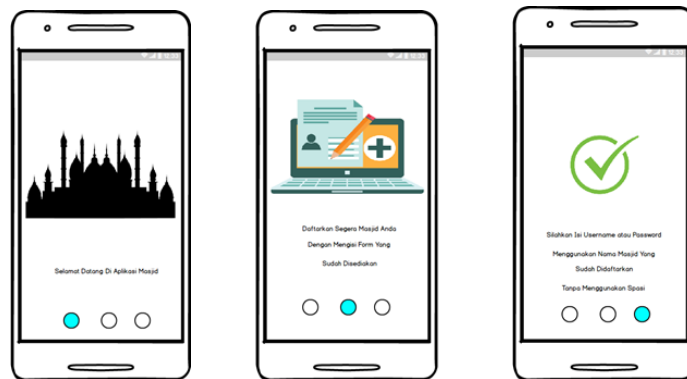 Selamat Datang Di Aplikasi Masjid
Daftarkan Segera Masjid Anda
Dengan Mengisi Form Yang
Sudah Disediakan
Silahkan Isi Username atau Password
Menggunakan Nama Masjid Yang
Sudah Didaftarkan
Tanpa Menggunakan Spasi